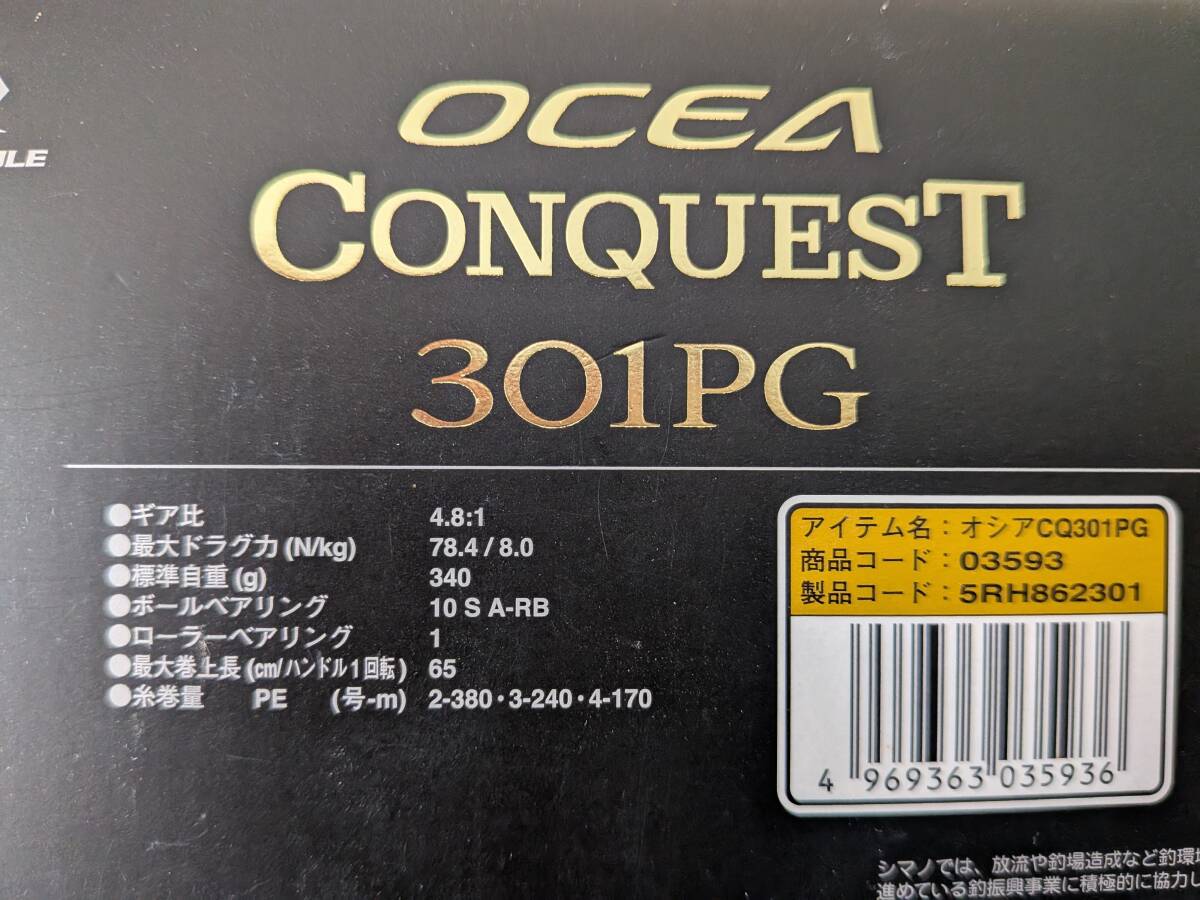 OCEA
CONQUEST
301PG
●ギア比 4.8:1
●最大ドラグ力 (N/kg) 78.4 / 8.0
●標準自重 (g) 340
●ボールベアリング 10 S A-RB
●ローラーベアリング 1
●最大巻上長 (cm/ハンドル1回転) 65
●糸巻量 PE (号-m) 2-380・3-240・4-170
アイテム名：オシアCQ301PG
商品コード：03593
製品コード：5RH862301
4 969363 035936
シマノでは、放流や釣場造成など釣環
進めている釣振興事業に積極的に協力し